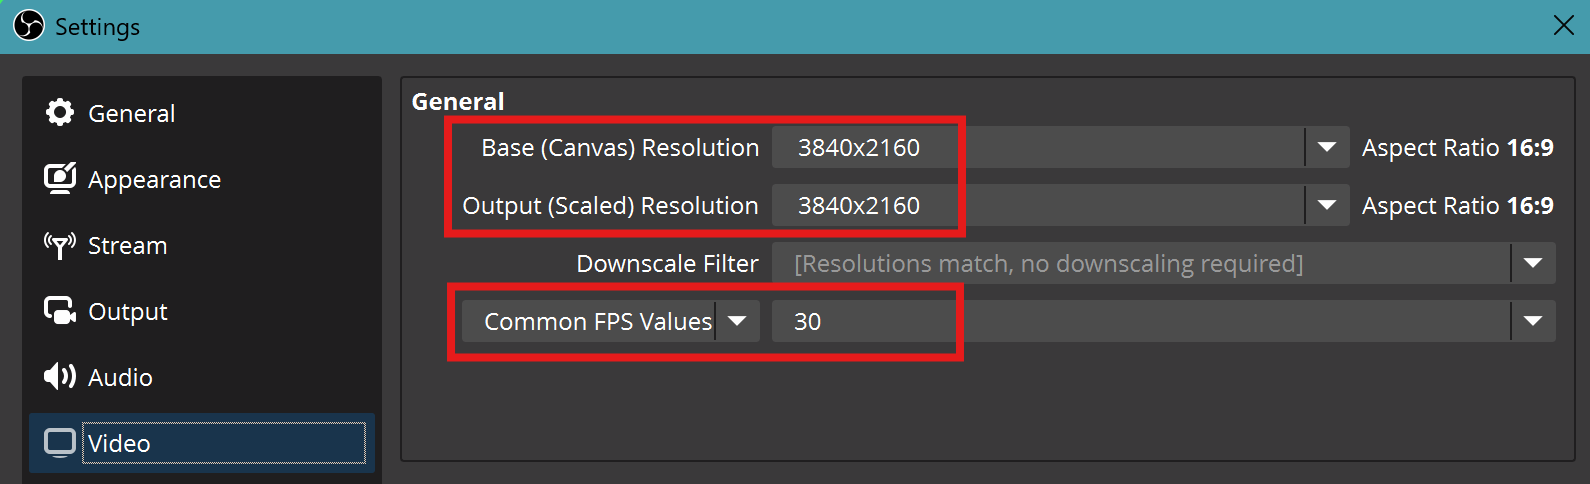 Settings
General
Appearance
Stream
Output
Audio
Video
General
Base (Canvas) Resolution 3840x2160 Aspect Ratio 16:9
Output (Scaled) Resolution 3840x2160 Aspect Ratio 16:9
Downscale Filter [Resolutions match, no downscaling required]
Common FPS Values 30